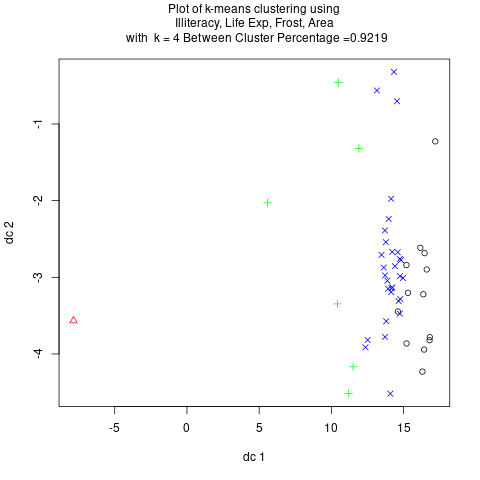 Plot of k-means clustering using
Illiteracy, Life Exp, Frost, Area
with k = 4 Between Cluster Percentage =0.9219
-1
-2
-3
-4
dc 2
-5 0 5 10 15
dc 1